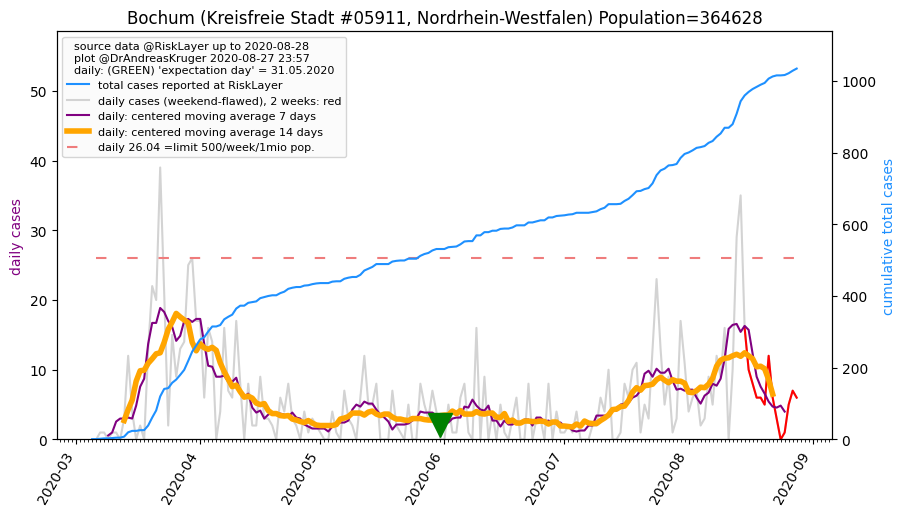 Bochum (Kreisfreie Stadt #05911, Nordrhein-Westfalen) Population=364628
source data @RiskLayer up to 2020-08-28
plot @DrAndreasKruger 2020-08-27 23:57
daily: (GREEN) 'expectation day' = 31.05.2020
total cases reported at RiskLayer
daily cases (weekend-flawed), 2 weeks: red
daily: centered moving average 7 days
daily: centered moving average 14 days
daily 26.04 =limit 500/week/1mio pop.
daily cases
50
40
30
20
10
0
cumulative total cases
1000
800
600
400
200
0
2020-03
2020-04
2020-05
2020-06
2020-07
2020-08
2020-09